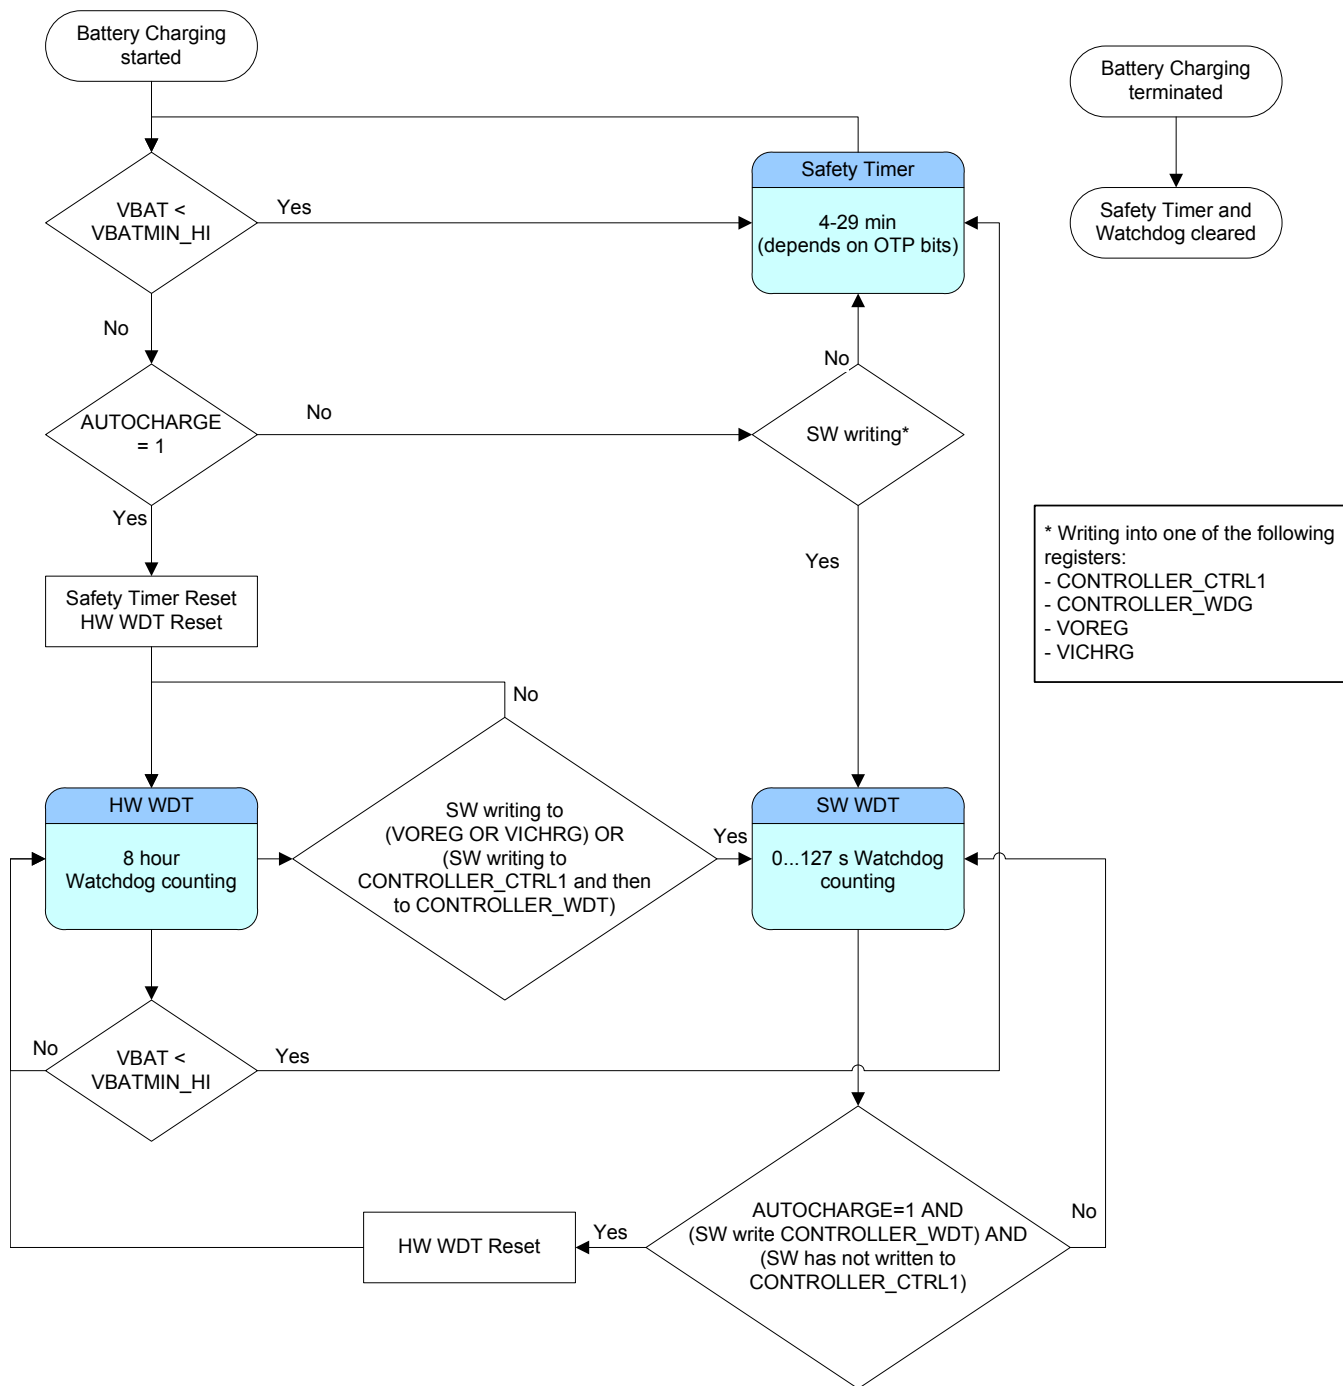 Battery Charging
started
Battery Charging
terminated
Safety Timer
VBAT <
VBATMIN_HI
Yes
4-29 min
(depends on OTP bits)
Safety Timer and
Watchdog cleared
No
No
AUTOCHARGE
= 1
No
SW writing*
Yes
Yes
* Writing into one of the following
registers:
- CONTROLLER_CTRL1
- CONTROLLER_WDG
- VOREG
- VICHRG
Safety Timer Reset
HW WDT Reset
No
HW WDT
8 hour
Watchdog counting
SW writing to
(VOREG OR VICHRG) OR
(SW writing to
CONTROLLER_CTRL1 and then
to CONTROLLER_WDT)
Yes
SW WDT
0...127 s Watchdog
counting
No
VBAT <
VBATMIN_HI
Yes
AUTOCHARGE=1 AND
(SW write CONTROLLER_WDT) AND
(SW has not written to
CONTROLLER_CTRL1)
No
Yes
HW WDT Reset